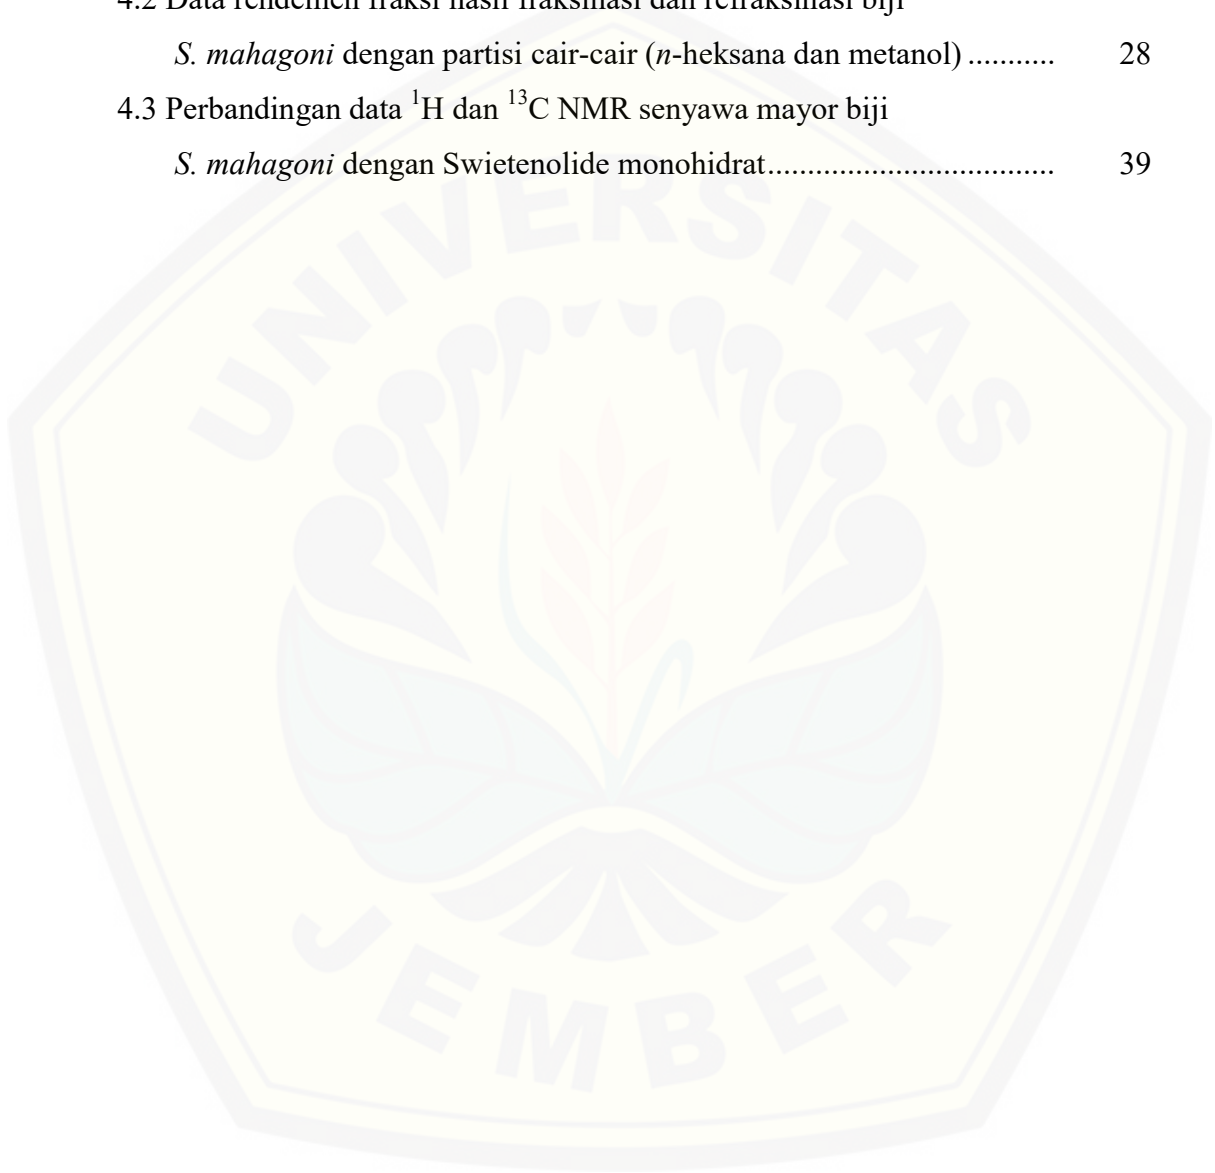 4.2 Data rendemen fraksi hasil fraksinasi dan refraksinasi biji
S. mahagoni dengan partisi cair-cair (n-heksana dan metanol) ........... 28
4.3 Perbandingan data ¹H dan ¹³C NMR senyawa mayor biji
S. mahagoni dengan Swietenolide monohidrat.................................... 39
UNIVERSITAS
JEMBER